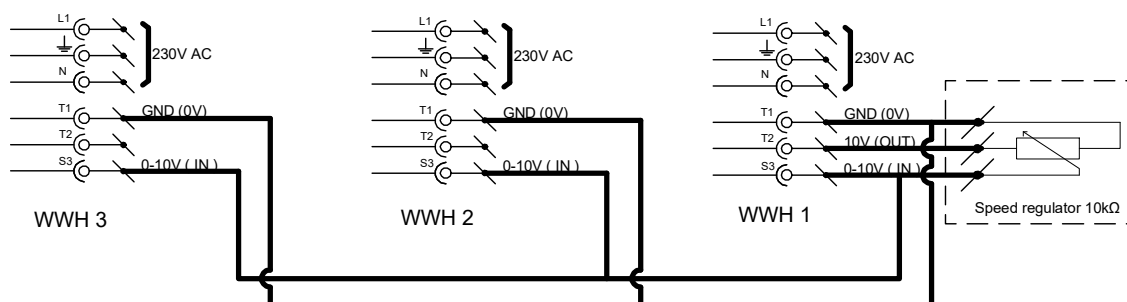 L1
230V AC
N
T1
GND (0V)
T2
S3
0-10V ( IN )
WWH 3
L1
230V AC
N
T1
GND (0V)
T2
S3
0-10V ( IN )
WWH 2
L1
230V AC
N
T1
GND (0V)
T2
10V (OUT)
S3
0-10V ( IN )
WWH 1
Speed regulator 10kΩ